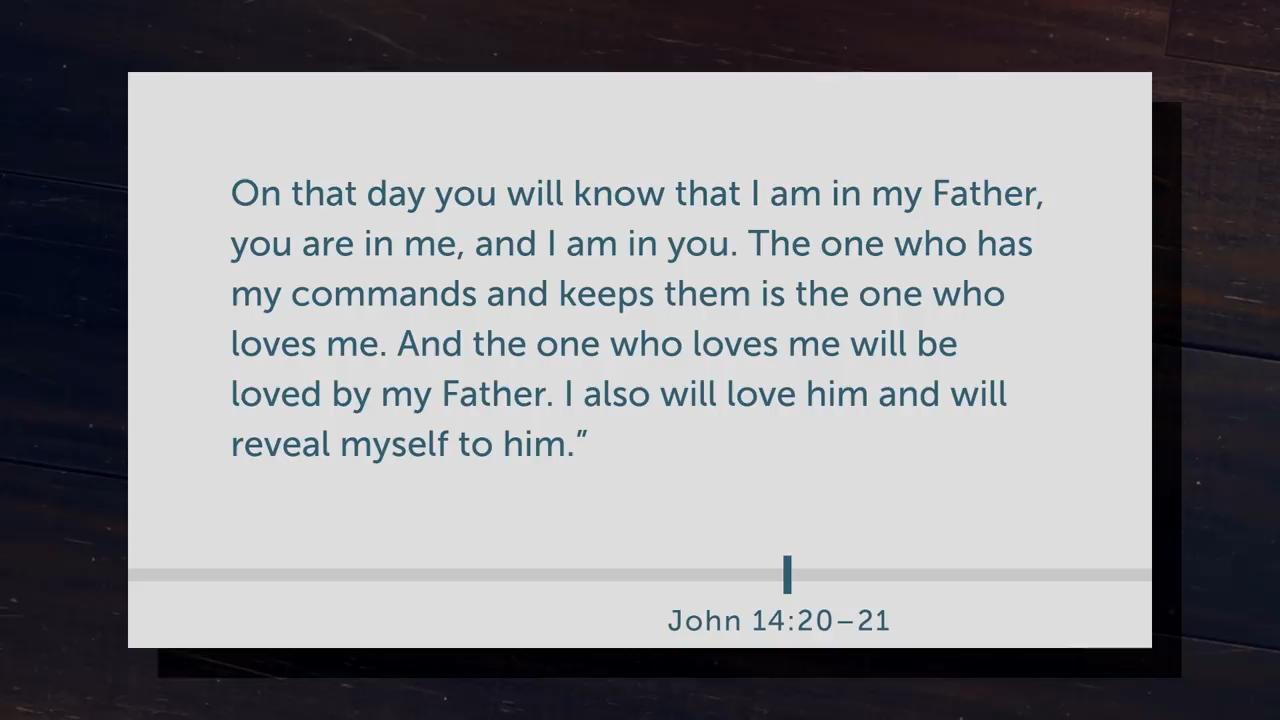 On that day you will know that I am in my Father,
you are in me, and I am in you. The one who has
my commands and keeps them is the one who
loves me. And the one who loves me will be
loved by my Father. I also will love him and will
reveal myself to him.”
John 14:20–21